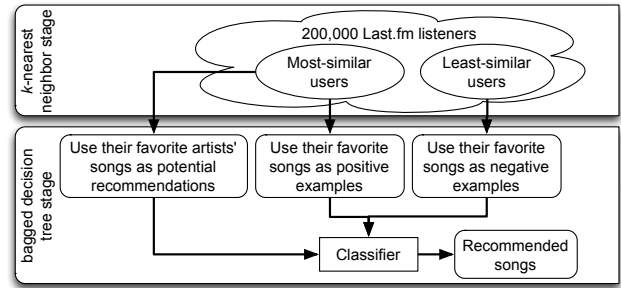 k-nearest
neighbor stage
200,000 Last.fm listeners
Most-similar
users
Least-similar
users
bagged decision
tree stage
Use their favorite artists'
songs as potential
recommendations
Use their favorite
songs as positive
examples
Use their favorite
songs as negative
examples
Classifier
Recommended
songs